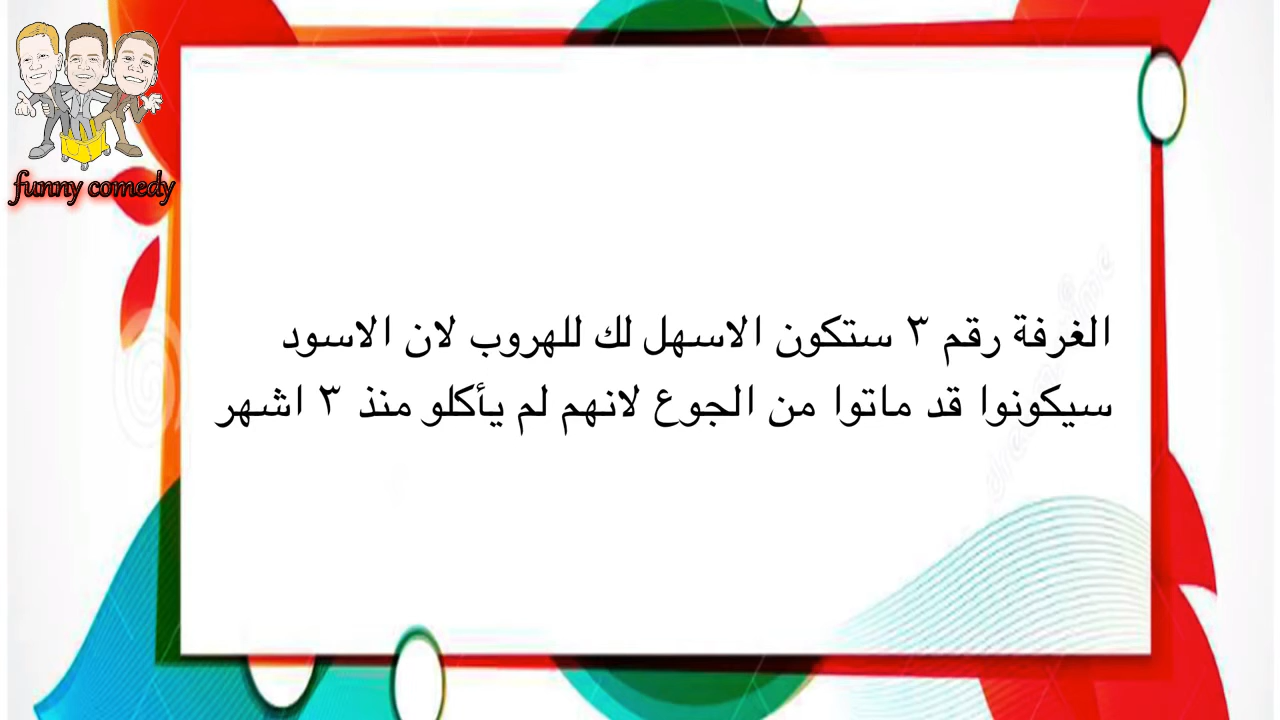 funny comedy
الغرفة رقم ٣ ستكون الاسهل لك للهروب لان الاسود
سيكونوا قد ماتوا من الجوع لانهم لم يأكلو منذ ٣ اشهر